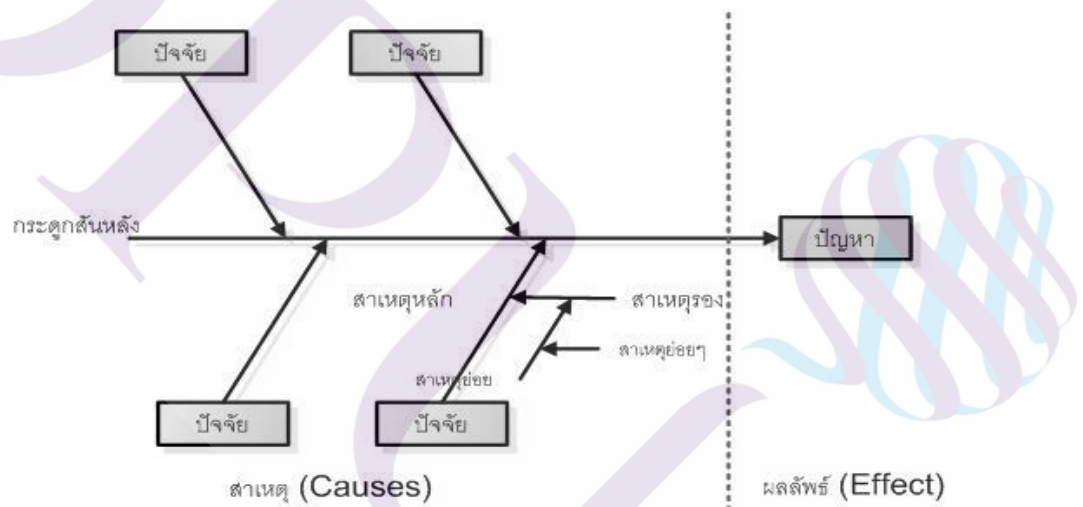 ปัจจัย
ปัจจัย
กระดูกสันหลัง
ปัญหา
สาเหตุหลัก
สาเหตุรอง
สาเหตุย่อยๆ
สาเหตุย่อย
ปัจจัย
ปัจจัย
สาเหตุ (Causes)
ผลลัพธ์ (Effect)